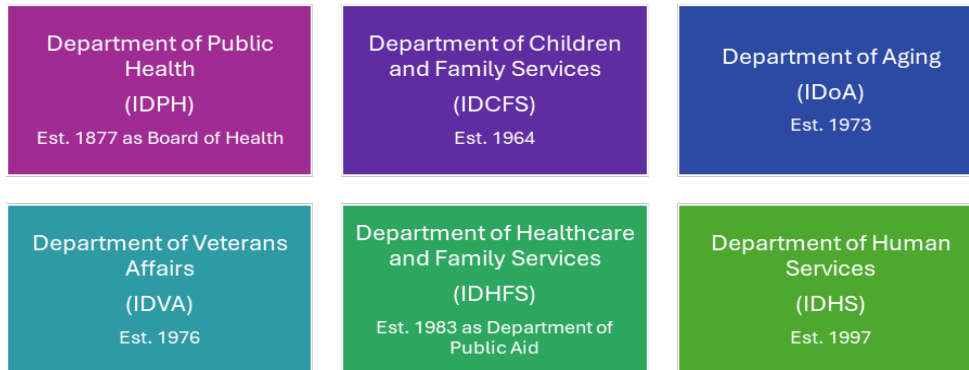 Department of Public
Health
(IDPH)
Est. 1877 as Board of Health
Department of Children
and Family Services
(IDCFS)
Est. 1964
Department of Aging
(IDoA)
Est. 1973
Department of Veterans
Affairs
(IDVA)
Est. 1976
Department of Healthcare
and Family Services
(IDHFS)
Est. 1983 as Department of
Public Aid
Department of Human
Services
(IDHS)
Est. 1997